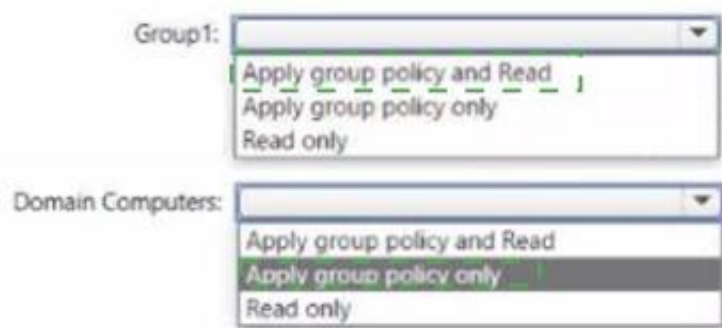 Group1:
Apply group policy and Read
Apply group policy only
Read only
Domain Computers:
Apply group policy and Read
Apply group policy only
Read only